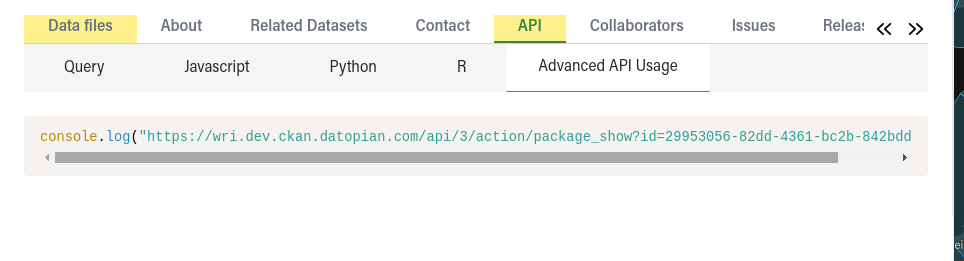 Data files About Related Datasets Contact API Collaborators Issues Releas
Query Javascript Python R Advanced API Usage
console.log("https://wri.dev.ckan.datopian.com/api/3/action/package_show?id=29953056-82dd-4361-bc2b-842bdd
ei